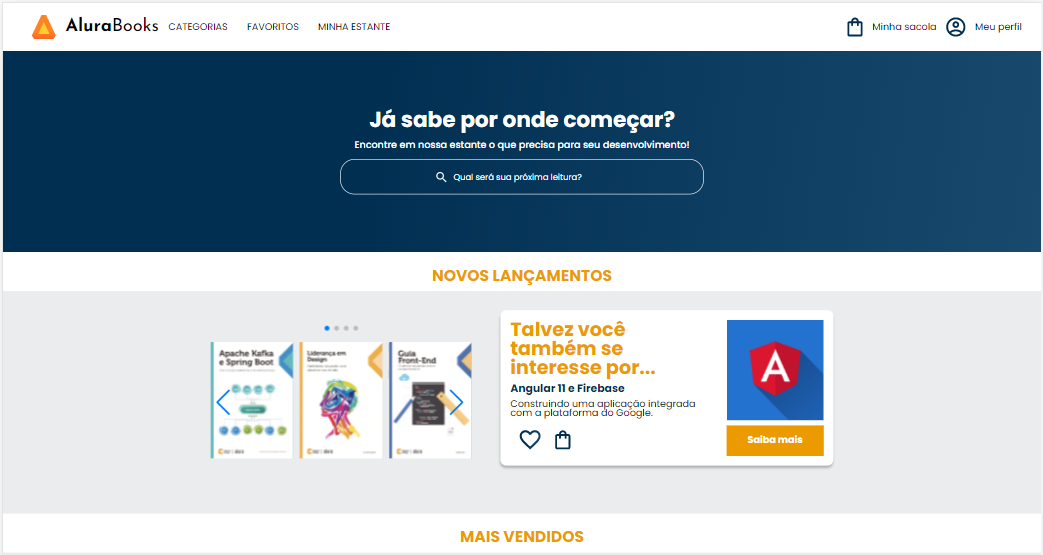 AluraBooks CATEGORIAS FAVORITOS MINHA ESTANTE Minha sacola Meu perfil
Já sabe por onde começar?
Encontre em nossa estante o que precisa para seu desenvolvimento!
Qual será sua próxima leitura?
NOVOS LANÇAMENTOS
Apache Kafka
e Spring Boot
Liderança em
Design
Guia
Front-End
Talvez você
também se
interesse por...
Angular 11 e Firebase
Construindo uma aplicação integrada
com a plataforma do Google.
A
Saiba mais
MAIS VENDIDOS